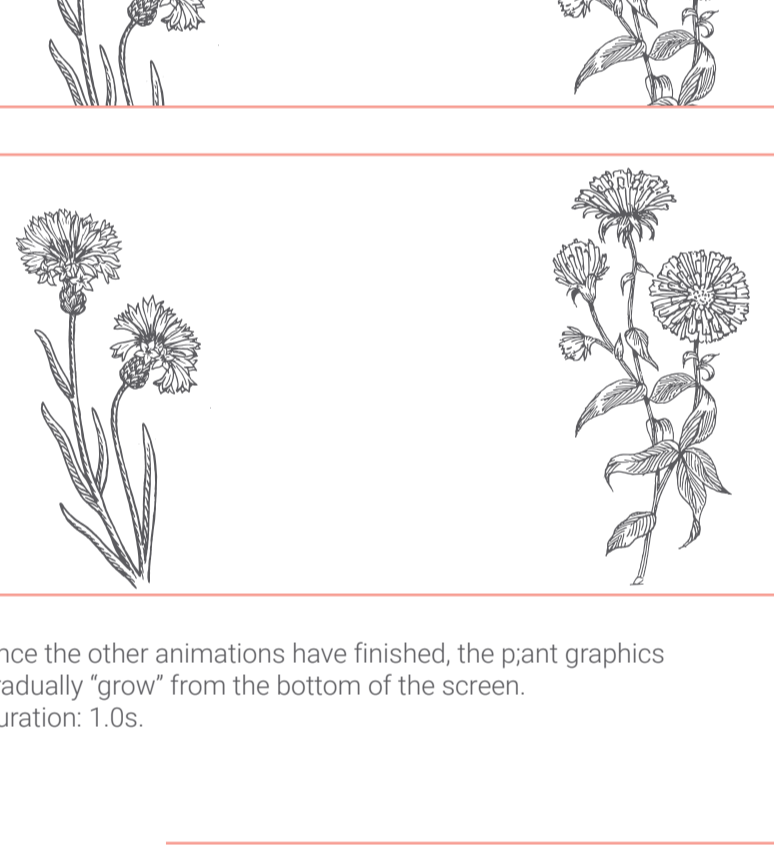 nce the other animations have finished, the p;ant graphics
radually “grow” from the bottom of the screen.
uration: 1.0s.